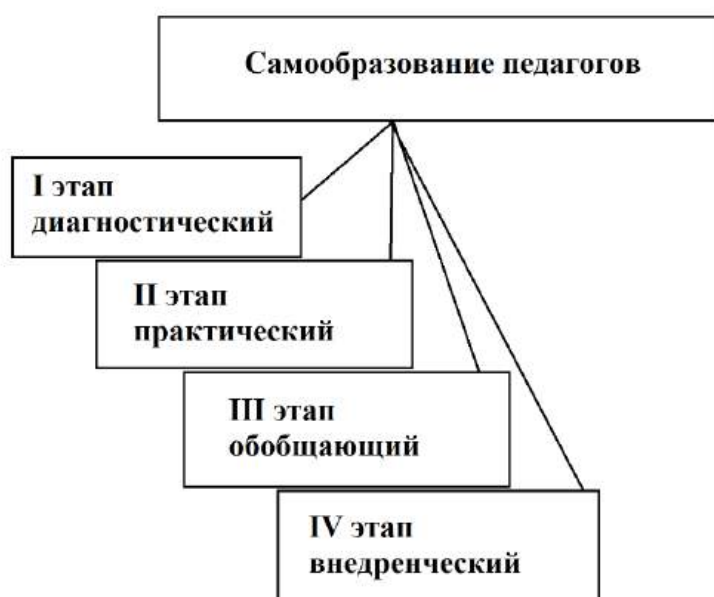 Самообразование педагогов
I этап
диагностический
II этап
практический
III этап
обобщающий
IV этап
внедренческий